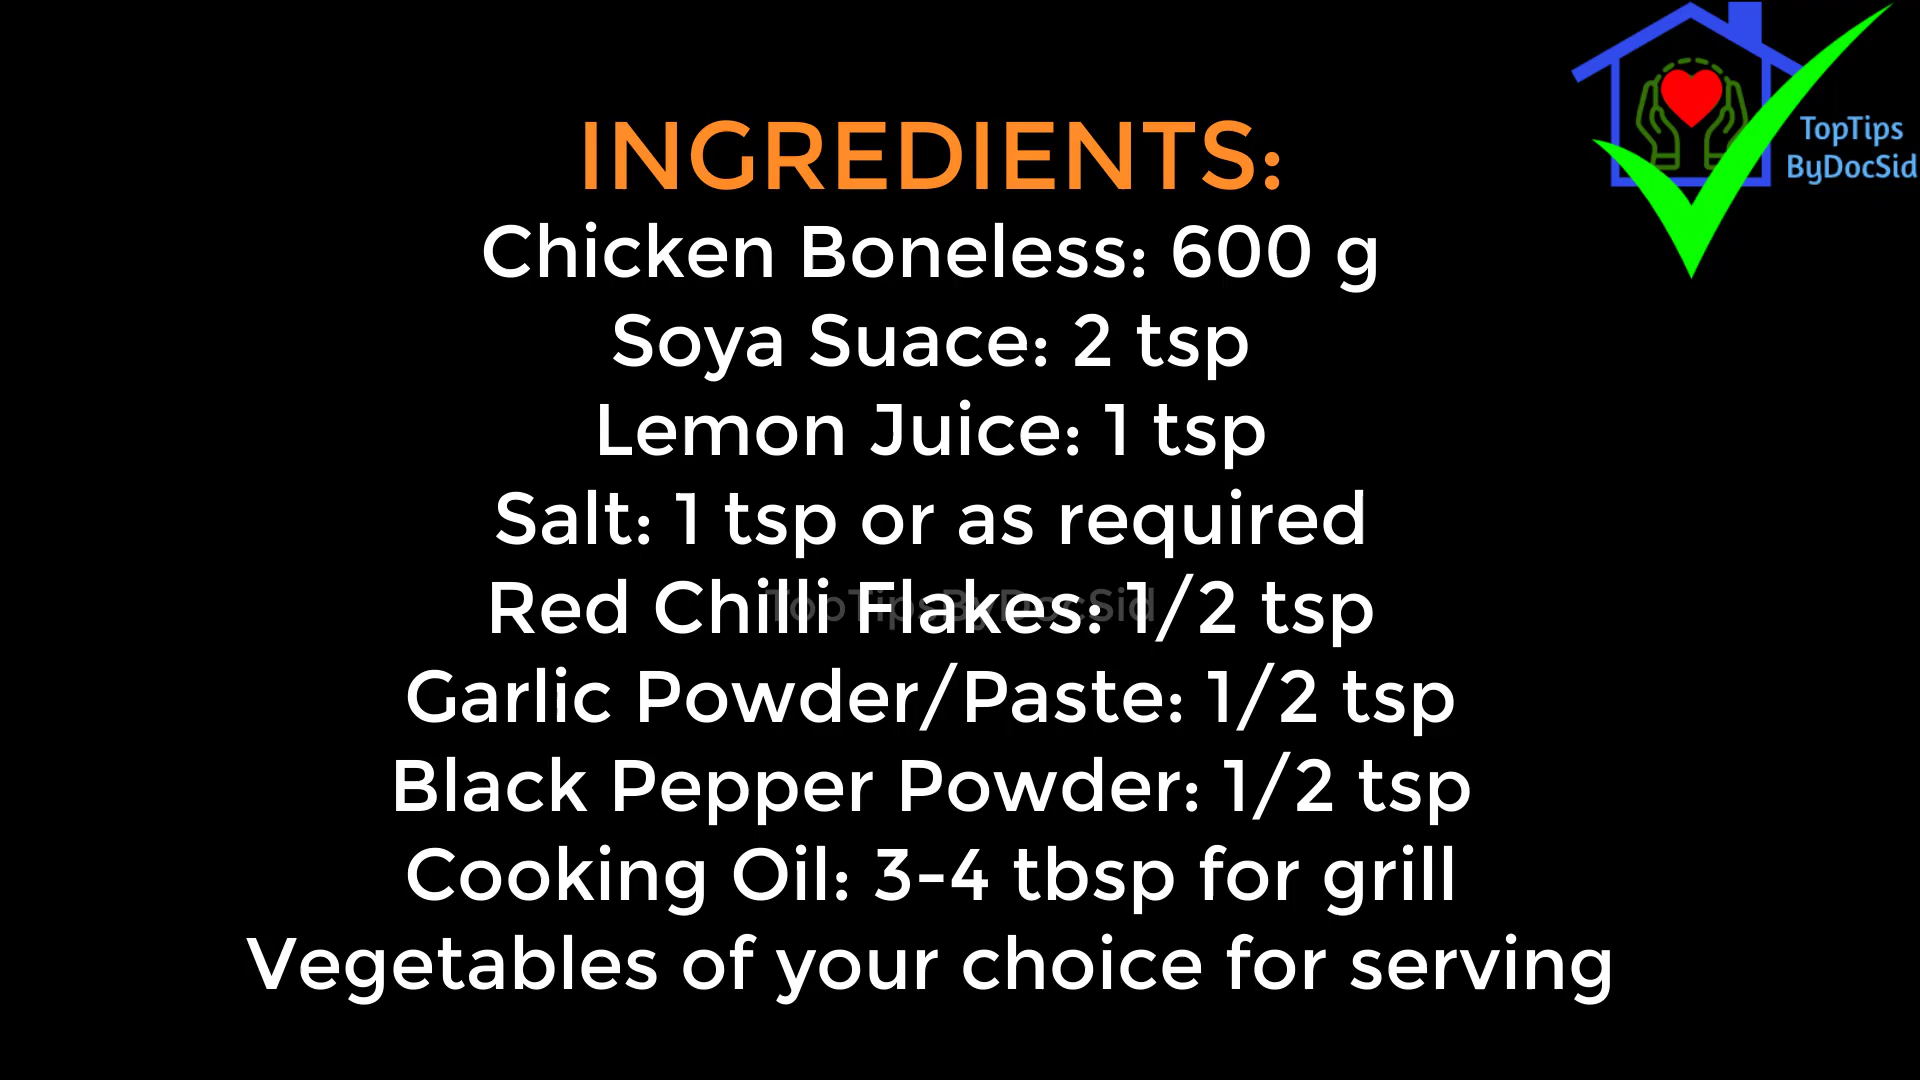 INGREDIENTS:
Chicken Boneless: 600 g
Soya Suace: 2 tsp
Lemon Juice: 1 tsp
Salt: 1 tsp or as required
Red Chilli Flakes: 1/2 tsp
Garlic Powder/Paste: 1/2 tsp
Black Pepper Powder: 1/2 tsp
Cooking Oil: 3-4 tbsp for grill
Vegetables of your choice for serving
TopTips
ByDocSid
TopTipsByDocSid